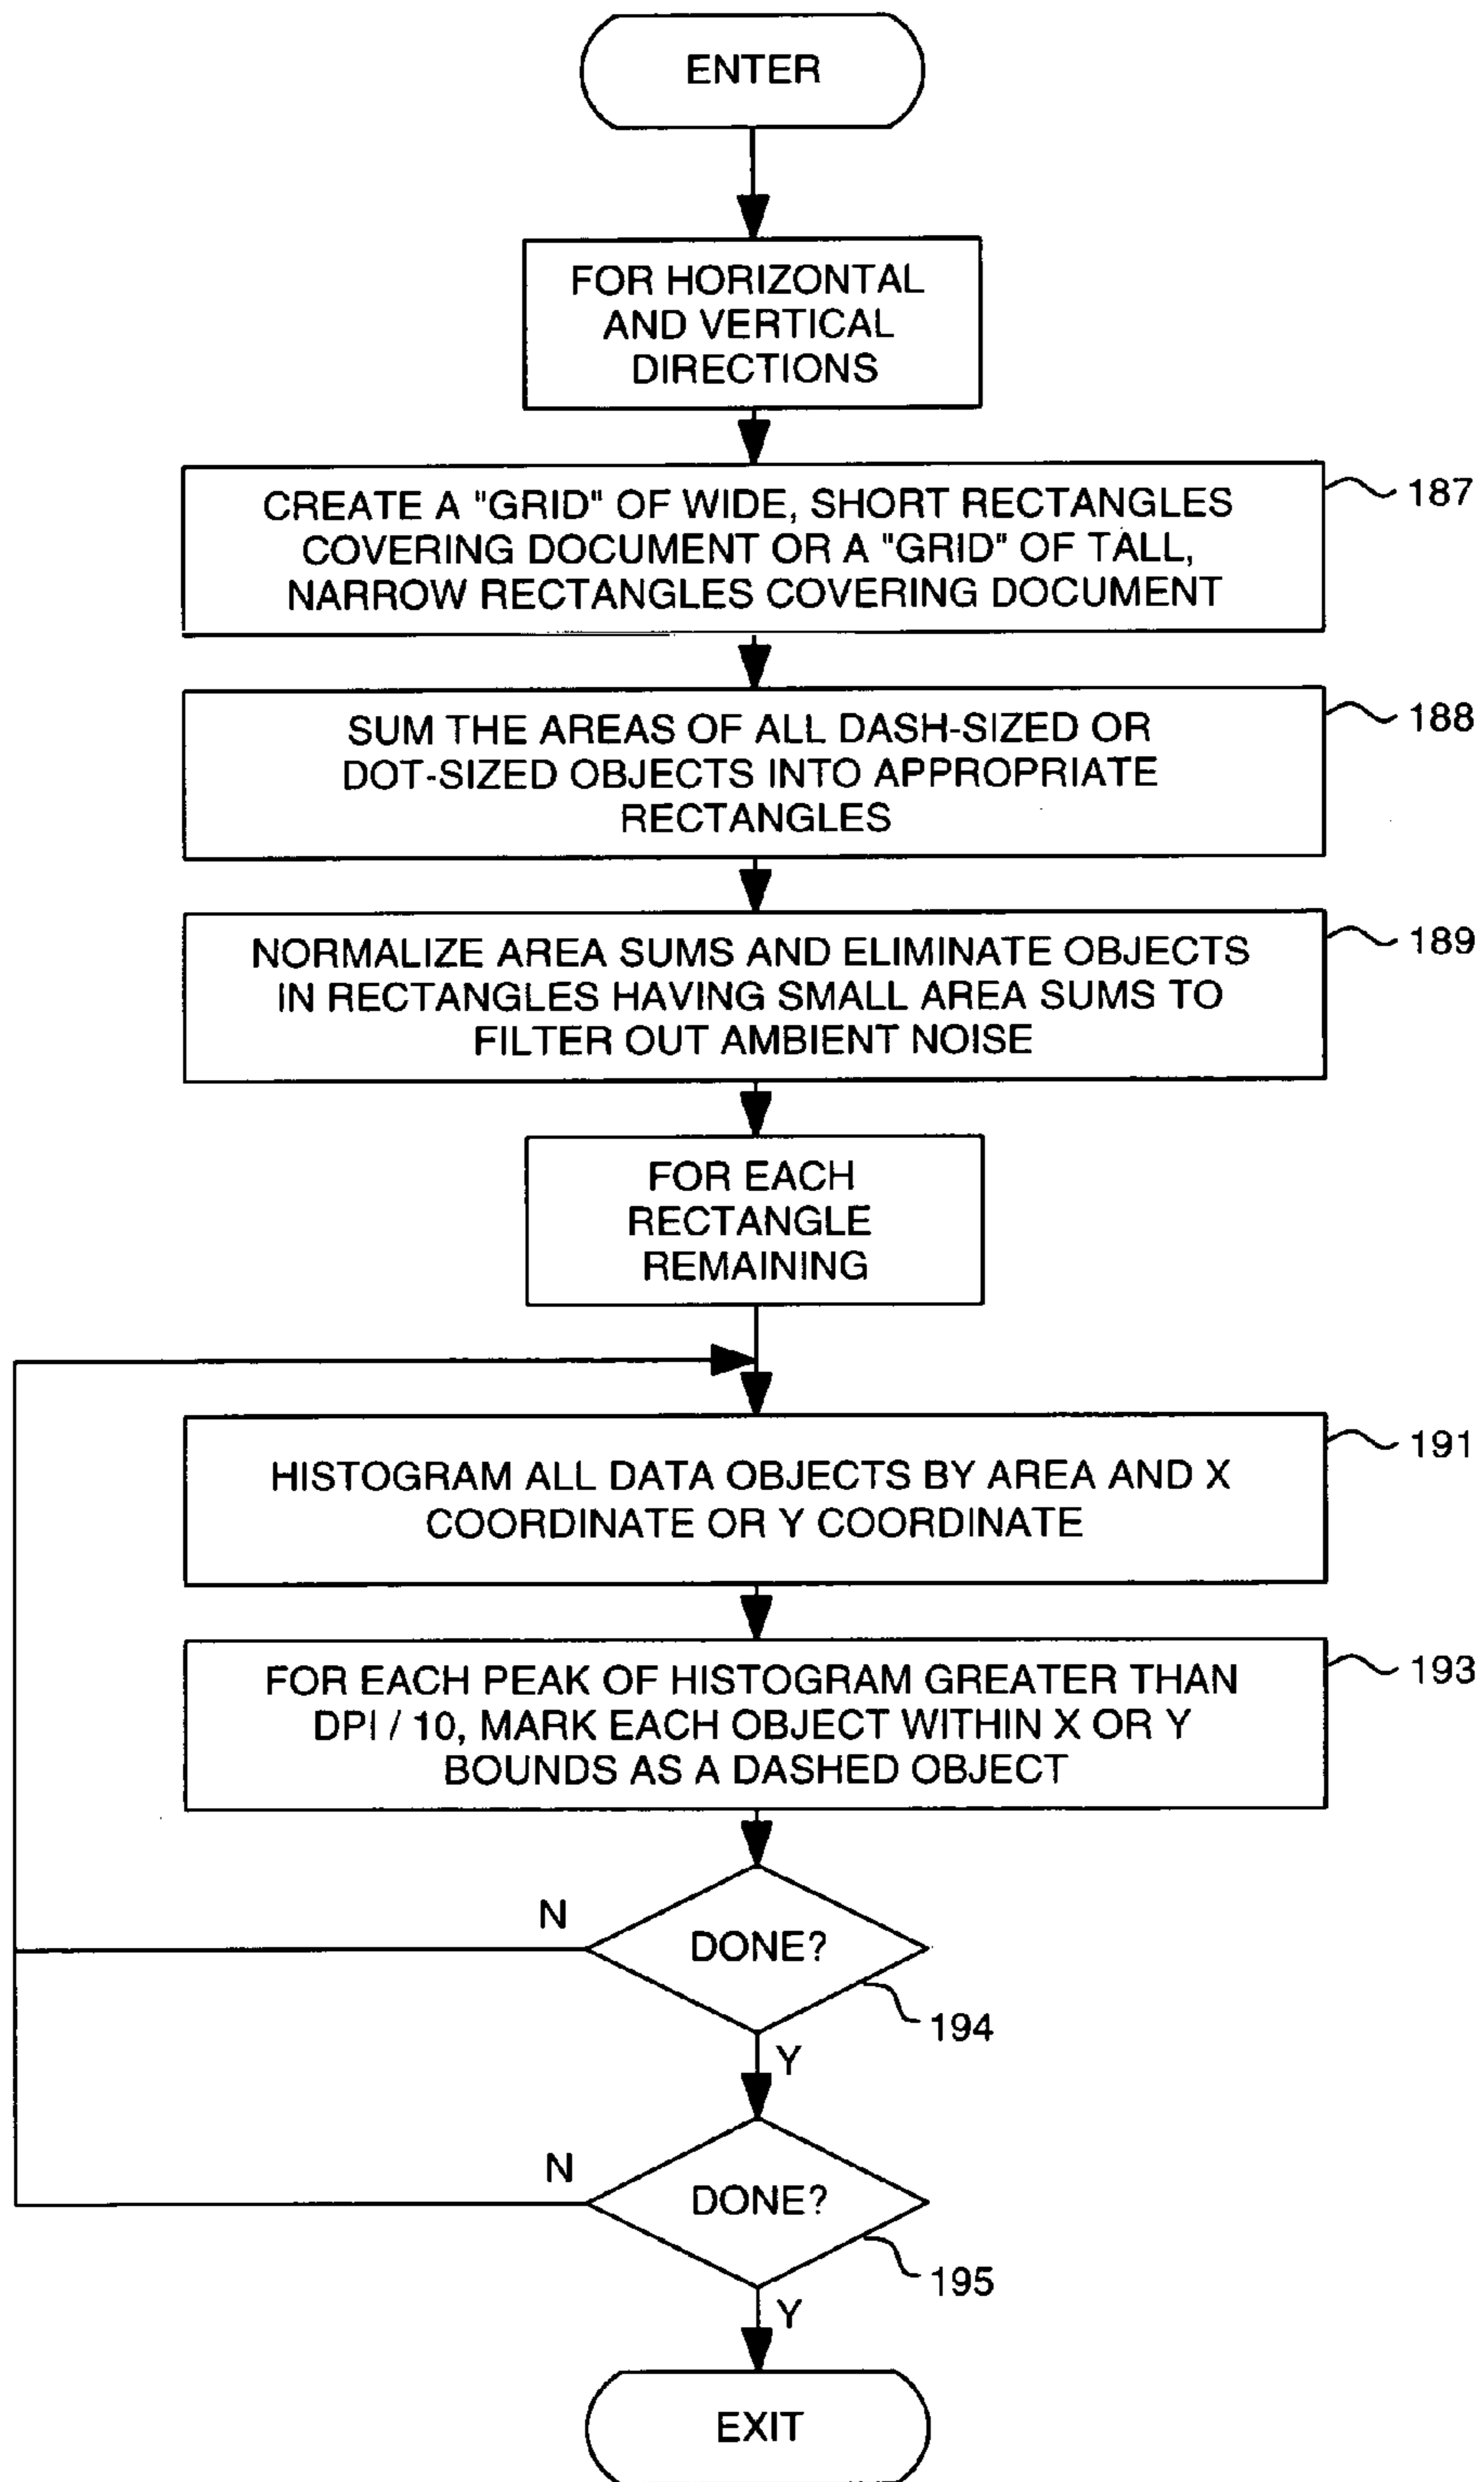 ENTER
FOR HORIZONTAL
AND VERTICAL
DIRECTIONS
CREATE A "GRID" OF WIDE, SHORT RECTANGLES
COVERING DOCUMENT OR A "GRID" OF TALL,
NARROW RECTANGLES COVERING DOCUMENT
187
SUM THE AREAS OF ALL DASH-SIZED OR
DOT-SIZED OBJECTS INTO APPROPRIATE
RECTANGLES
188
NORMALIZE AREA SUMS AND ELIMINATE OBJECTS
IN RECTANGLES HAVING SMALL AREA SUMS TO
FILTER OUT AMBIENT NOISE
189
FOR EACH
RECTANGLE
REMAINING
HISTOGRAM ALL DATA OBJECTS BY AREA AND X
COORDINATE OR Y COORDINATE
191
FOR EACH PEAK OF HISTOGRAM GREATER THAN
DPI / 10, MARK EACH OBJECT WITHIN X OR Y
BOUNDS AS A DASHED OBJECT
193
N
DONE?
194
Y
N
DONE?
195
Y
EXIT